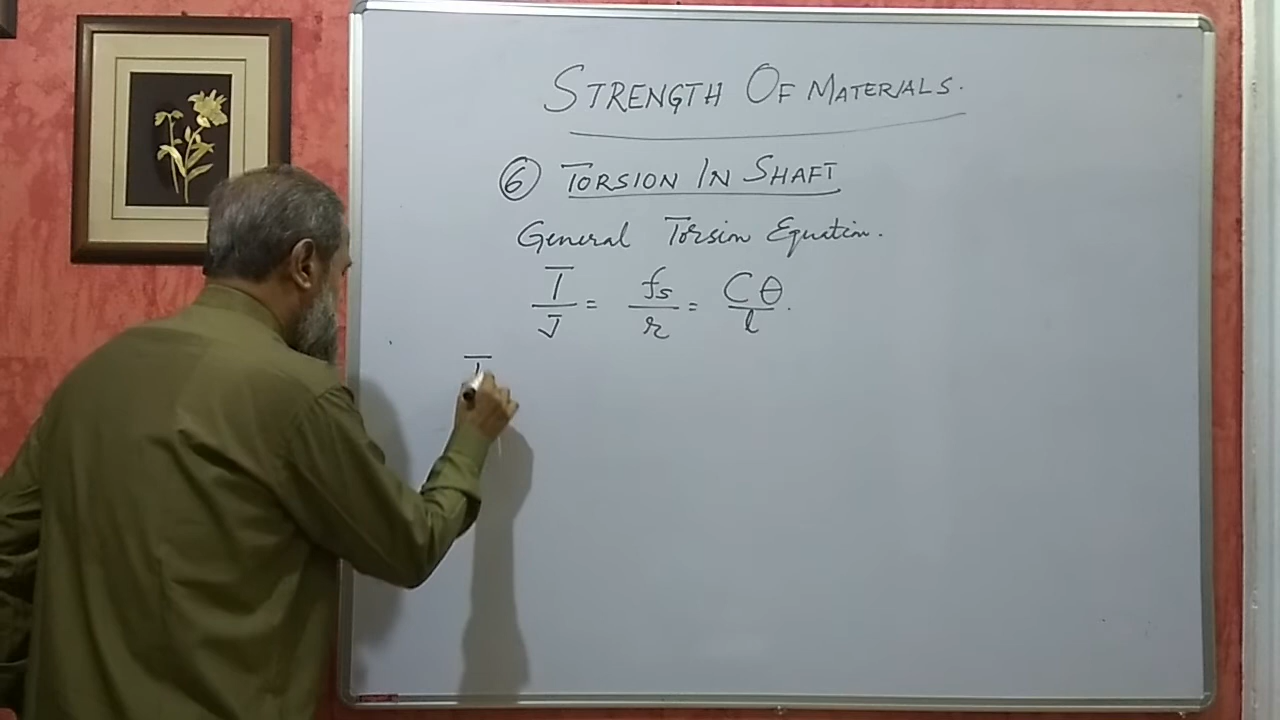 STRENGTH OF MATERIALS.
⑥ TORSION IN SHAFT
General Torsion Equation.
T/J = fs/r = Cθ/l.
T